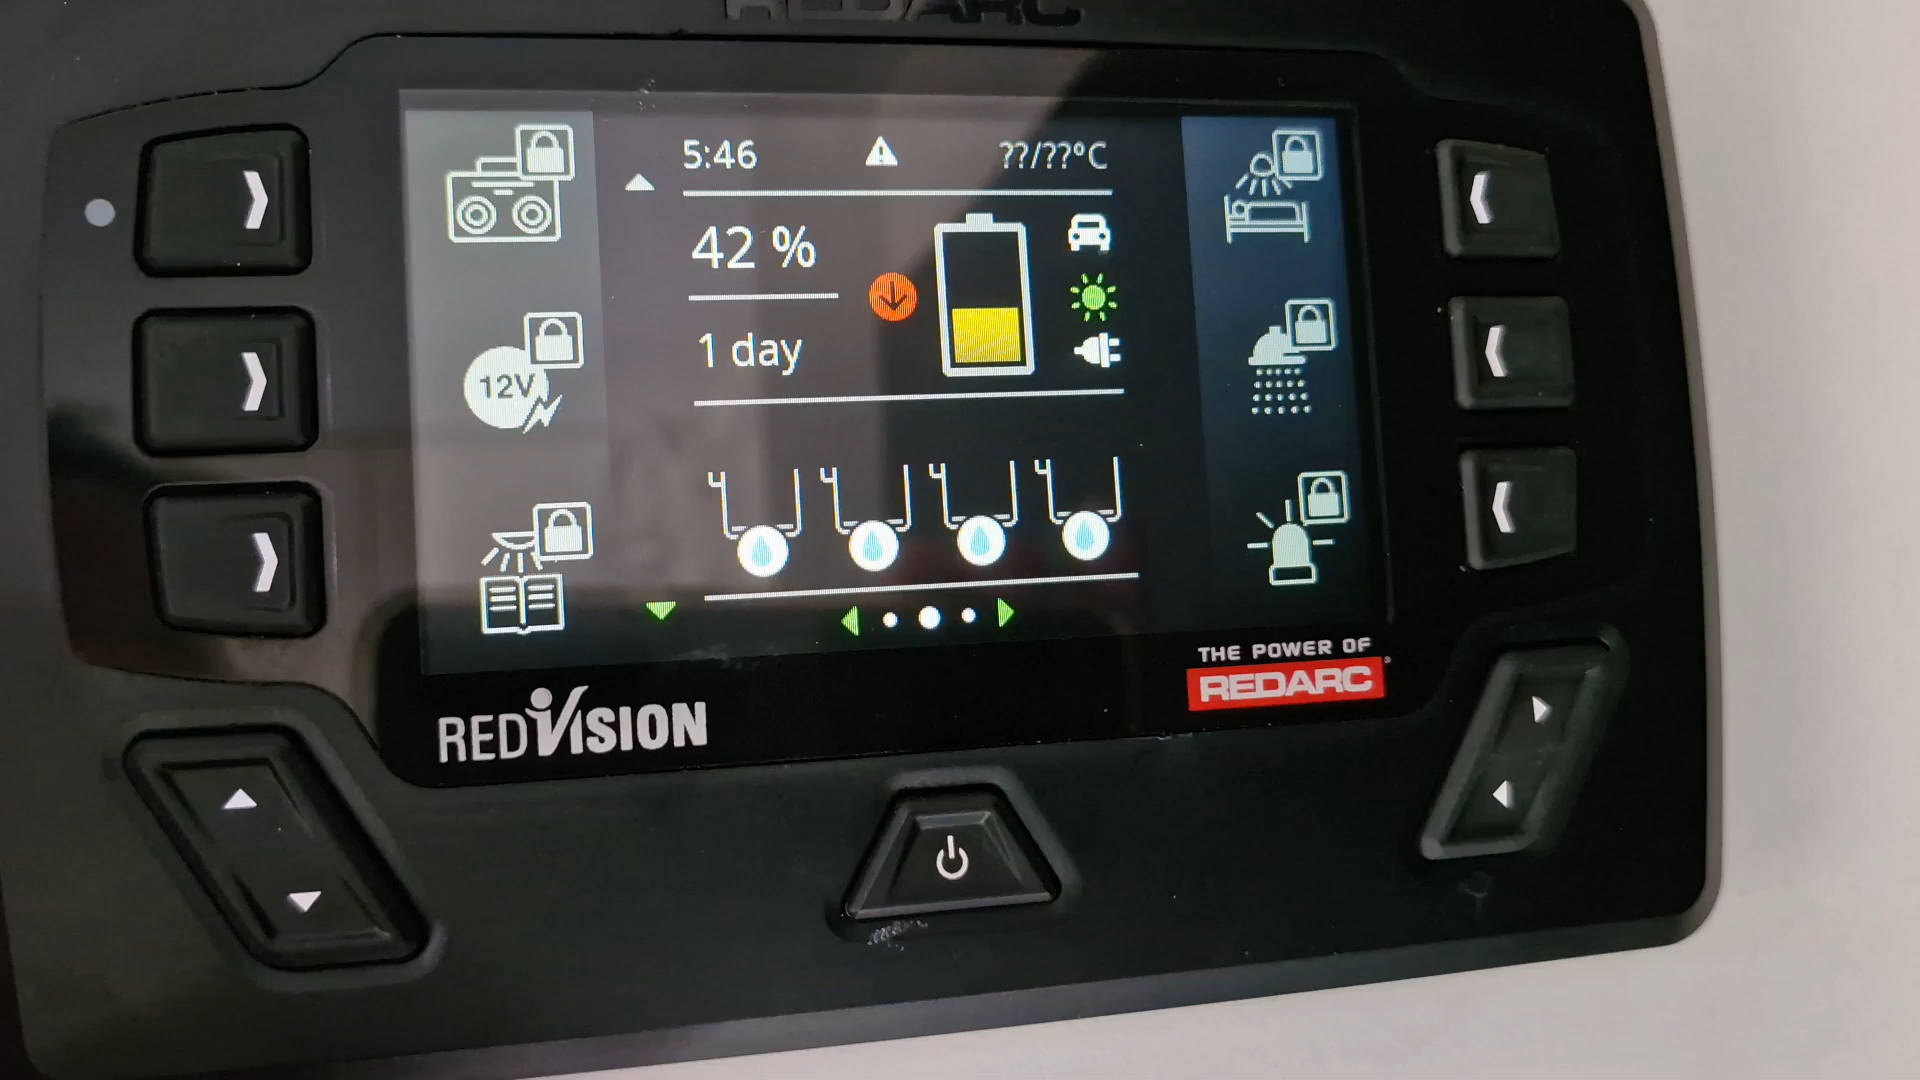 REDARC
5:46
??/??°C
42 %
1 day
12V
THE POWER OF
REDARC
REDVISION